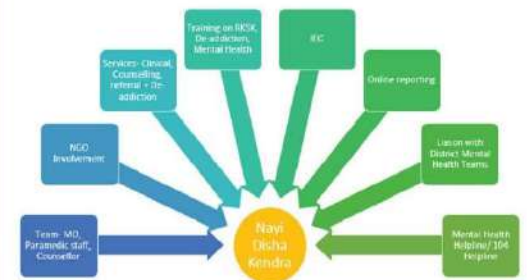 Training on RKSK,
De-addiction,
Mental Health
IEC
Services- Clinical,
Counselling,
referral + De-
addiction
Online reporting
NGO
Involvement
Liason with
District Mental
Health Teams
Team- MO,
Paramedic staff,
Counsellor
Nayi
Disha
Kendra
Mental Health
Helpline/ 104
Helpline